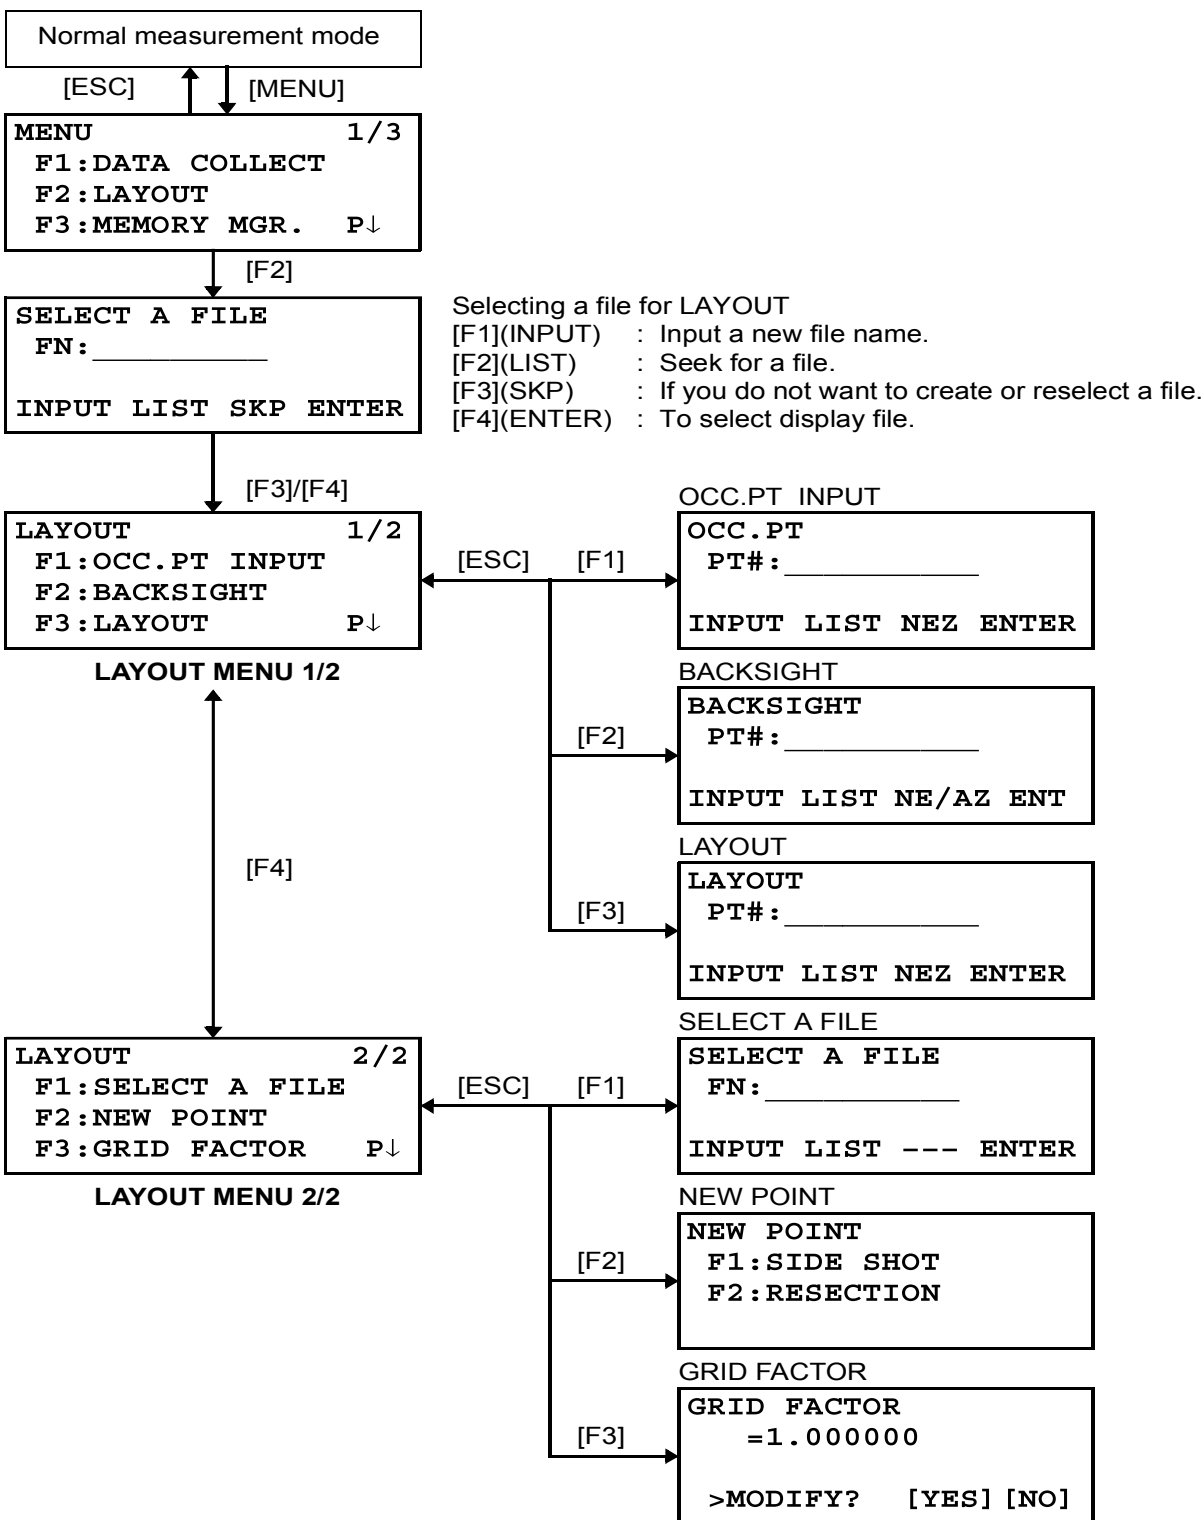 Normal measurement mode
[ESC] [MENU]
MENU 1/3
F1:DATA COLLECT
F2:LAYOUT
F3:MEMORY MGR. P↓
[F2]
SELECT A FILE
FN:__________
INPUT LIST SKP ENTER
Selecting a file for LAYOUT
[F1](INPUT) : Input a new file name.
[F2](LIST) : Seek for a file.
[F3](SKP) : If you do not want to create or reselect a file.
[F4](ENTER) : To select display file.
[F3]/[F4]
LAYOUT 1/2
F1:OCC.PT INPUT
F2:BACKSIGHT
F3:LAYOUT P↓
LAYOUT MENU 1/2
[ESC] [F1]
OCC.PT INPUT
OCC.PT
PT#:__________
INPUT LIST NEZ ENTER
[F2]
BACKSIGHT
BACKSIGHT
PT#:__________
INPUT LIST NE/AZ ENT
[F3]
LAYOUT
LAYOUT
PT#:__________
INPUT LIST NEZ ENTER
[F4]
LAYOUT 2/2
F1:SELECT A FILE
F2:NEW POINT
F3:GRID FACTOR P↓
LAYOUT MENU 2/2
[ESC] [F1]
SELECT A FILE
SELECT A FILE
FN:__________
INPUT LIST --- ENTER
[F2]
NEW POINT
NEW POINT
F1:SIDE SHOT
F2:RESECTION
[F3]
GRID FACTOR
GRID FACTOR
=1.000000
>MODIFY? [YES] [NO]